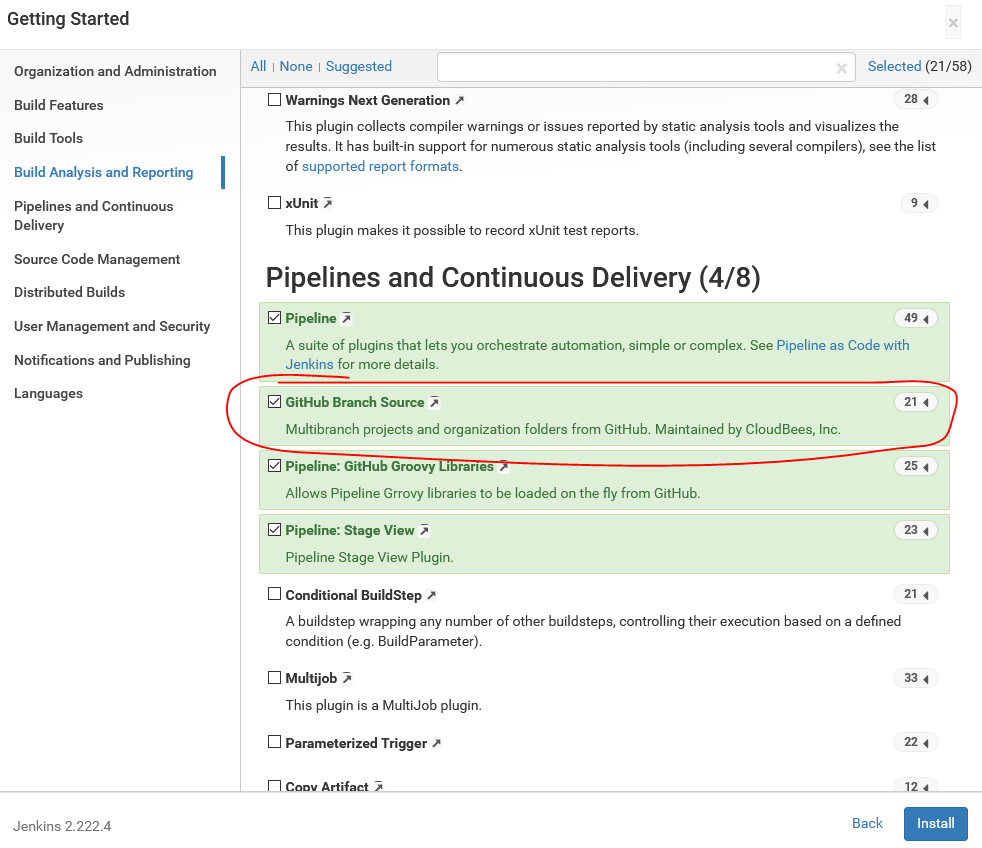 Getting Started
×
Organization and Administration
Build Features
Build Tools
Build Analysis and Reporting
Pipelines and Continuous
Delivery
Source Code Management
Distributed Builds
User Management and Security
Notifications and Publishing
Languages
All | None | Suggested
×
Selected (21/58)
Warnings Next Generation 28
This plugin collects compiler warnings or issues reported by static analysis tools and visualizes the
results. It has built-in support for numerous static analysis tools (including several compilers), see the list
of supported report formats.
xUnit 9
This plugin makes it possible to record xUnit test reports.
Pipelines and Continuous Delivery (4/8)
Pipeline 49
A suite of plugins that lets you orchestrate automation, simple or complex. See Pipeline as Code with
Jenkins for more details.
GitHub Branch Source 21
Multibranch projects and organization folders from GitHub. Maintained by CloudBees, Inc.
Pipeline: GitHub Groovy Libraries 25
Allows Pipeline Grrovy libraries to be loaded on the fly from GitHub.
Pipeline: Stage View 23
Pipeline Stage View Plugin.
Conditional BuildStep 21
A buildstep wrapping any number of other buildsteps, controlling their execution based on a defined
condition (e.g. BuildParameter).
Multijob 33
This plugin is a MultiJob plugin.
Parameterized Trigger 22
Copy Artifact 12
Jenkins 2.222.4
Back
Install